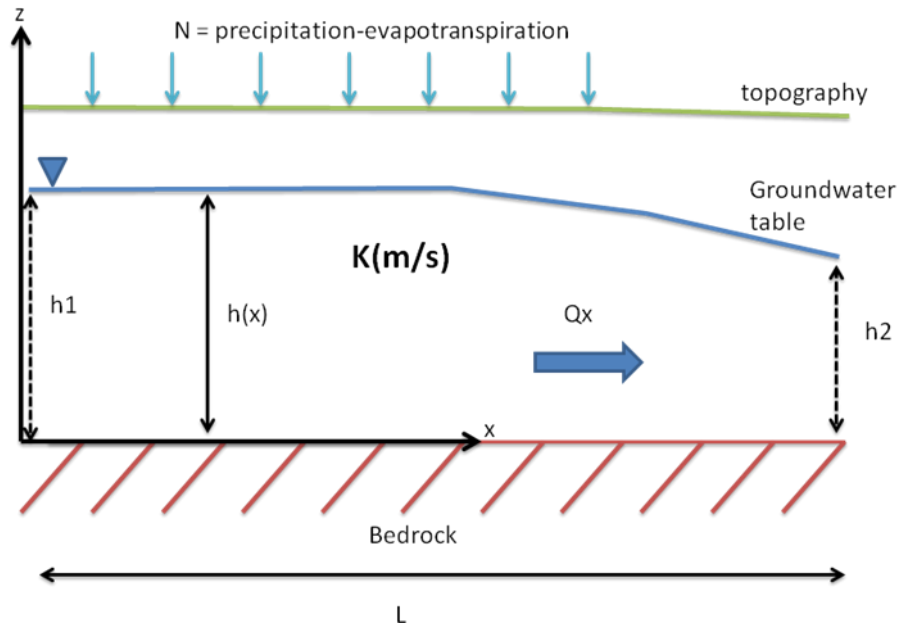 z
N = precipitation-evapotranspiration
topography
Groundwater
table
K(m/s)
h1
h(x)
Qx
h2
x
Bedrock
L